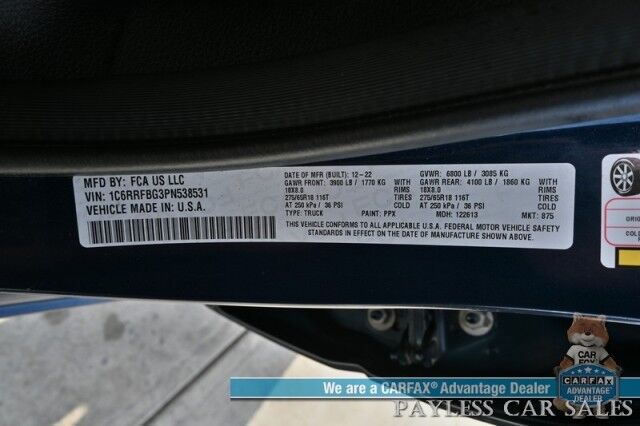 MFD BY: FCA US LLC
VIN: 1C6RRFBG3PN538531
VEHICLE MADE IN: U.S.A.
DATE OF MFR (BUILT): 12-22
GVWR: 6800 LB / 3085 KG
GAWR FRONT: 3900 LB / 1770 KG WITH
GAWR REAR: 4100 LB / 1860 KG WITH
18X8.0
18X8.0
275/65R18 116T
275/65R18 116T
AT 250 kPa / 36 PSI COLD
AT 250 kPa / 36 PSI COLD
TYPE: TRUCK PAINT: PPX MDH: 122613 MKT: 875
THIS VEHICLE CONFORMS TO ALL APPLICABLE U.S.A. FEDERAL MOTOR VEHICLE SAFETY
STANDARDS IN EFFECT ON THE DATE OF MANUFACTURE SHOWN ABOVE.
ORIG
COLD
We are a CARFAX® Advantage Dealer
PAYLESS CAR SALES
CAR FOX
CARFAX
ADVANTAGE
DEALER